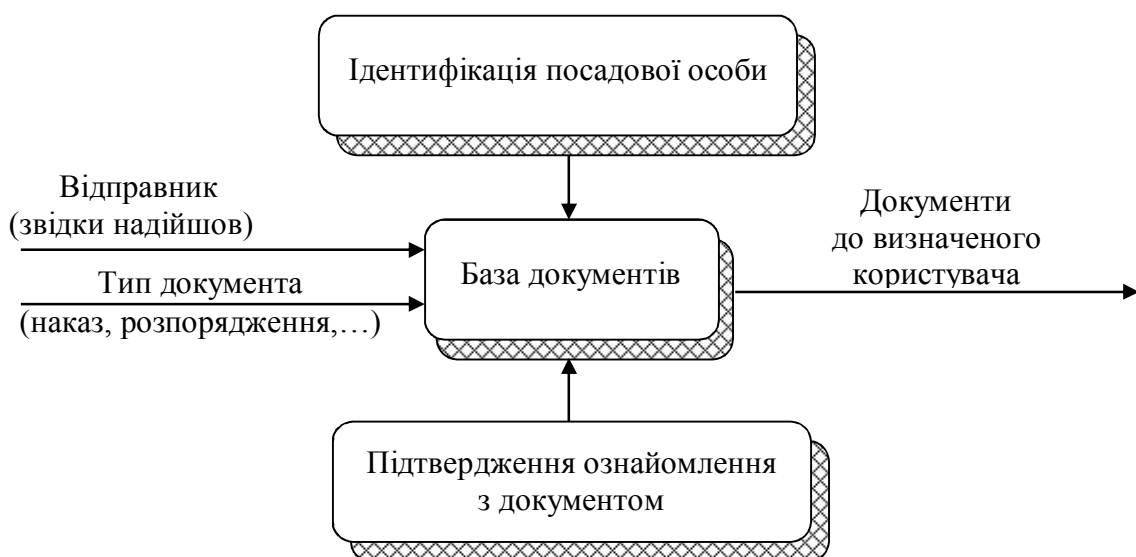 Ідентифікація посадової особи
Відправник
(звідки надійшов)
Тип документа
(наказ, розпорядження,…)
База документів
Документи
до визначеного
користувача
Підтвердження ознайомлення
з документом